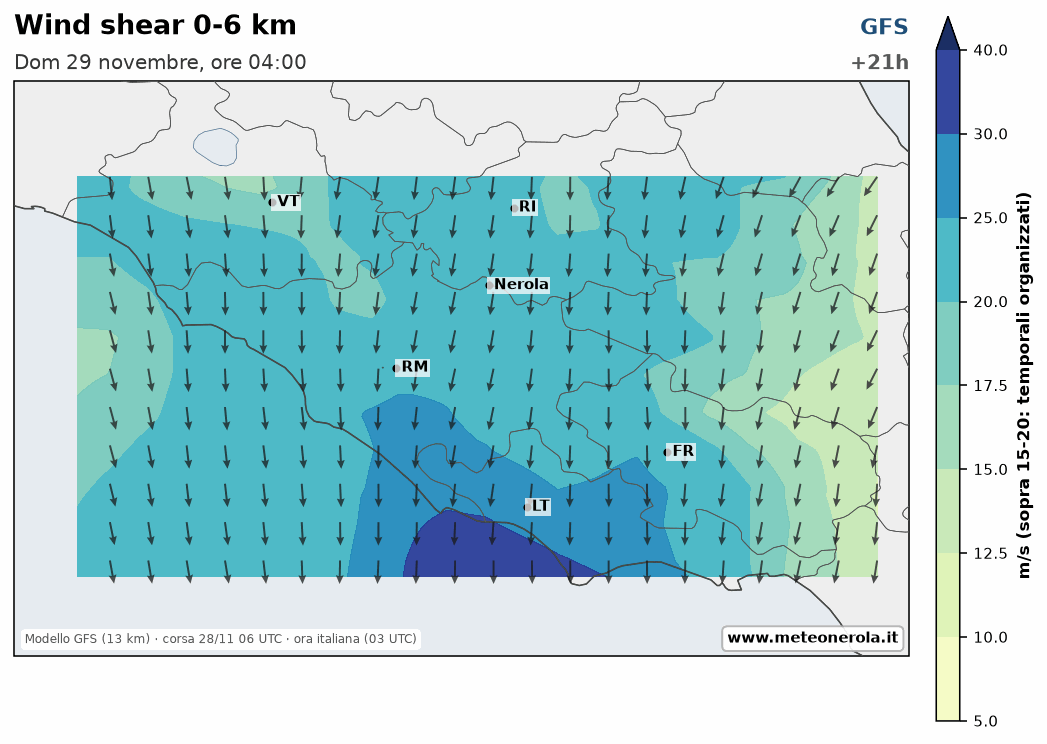 Wind shear 0-6 km
GFS
Dom 29 novembre, ore 04:00
+21h
VT
RI
Nerola
RM
FR
LT
Modello GFS (13 km) · corsa 28/11 06 UTC · ora italiana (03 UTC)
www.meteonerola.it
40.0
30.0
25.0
20.0
17.5
15.0
12.5
10.0
5.0
m/s (sopra 15-20: temporali organizzati)